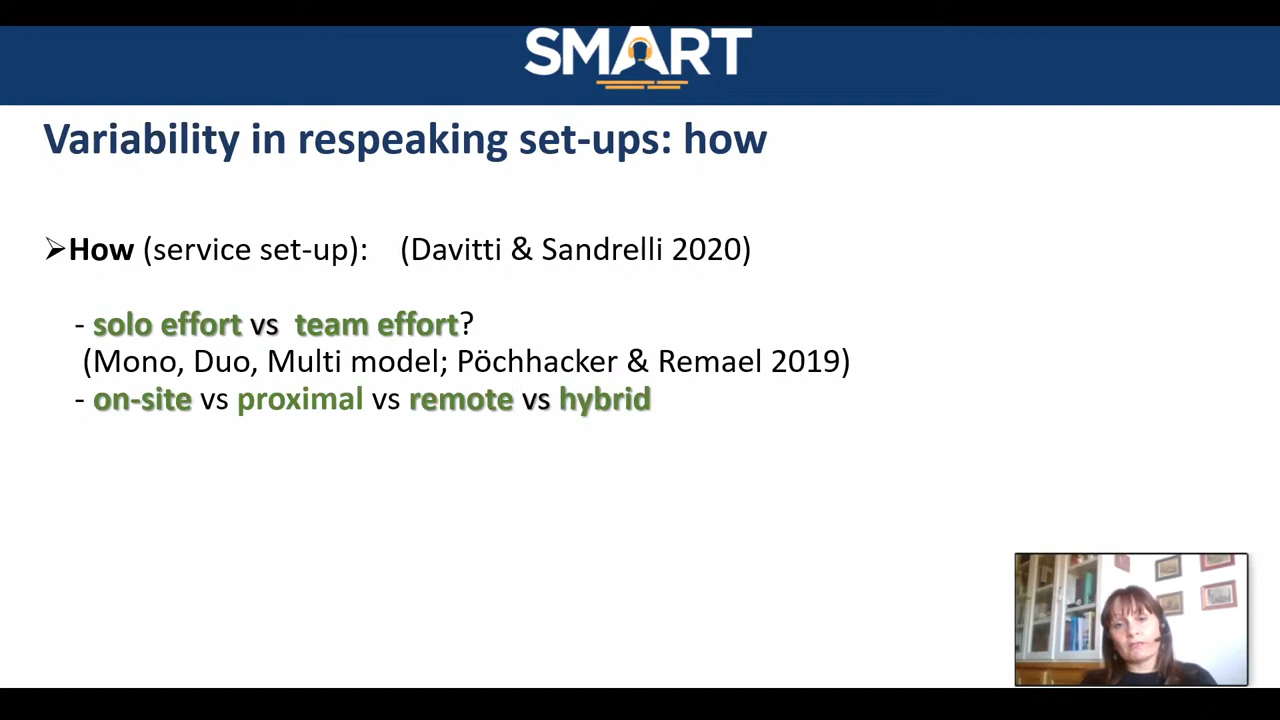 SMART
Variability in respeaking set-ups: how
➢How (service set-up): (Davitti & Sandrelli 2020)
- solo effort vs team effort?
(Mono, Duo, Multi model; Pöchhacker & Remael 2019)
- on-site vs proximal vs remote vs hybrid